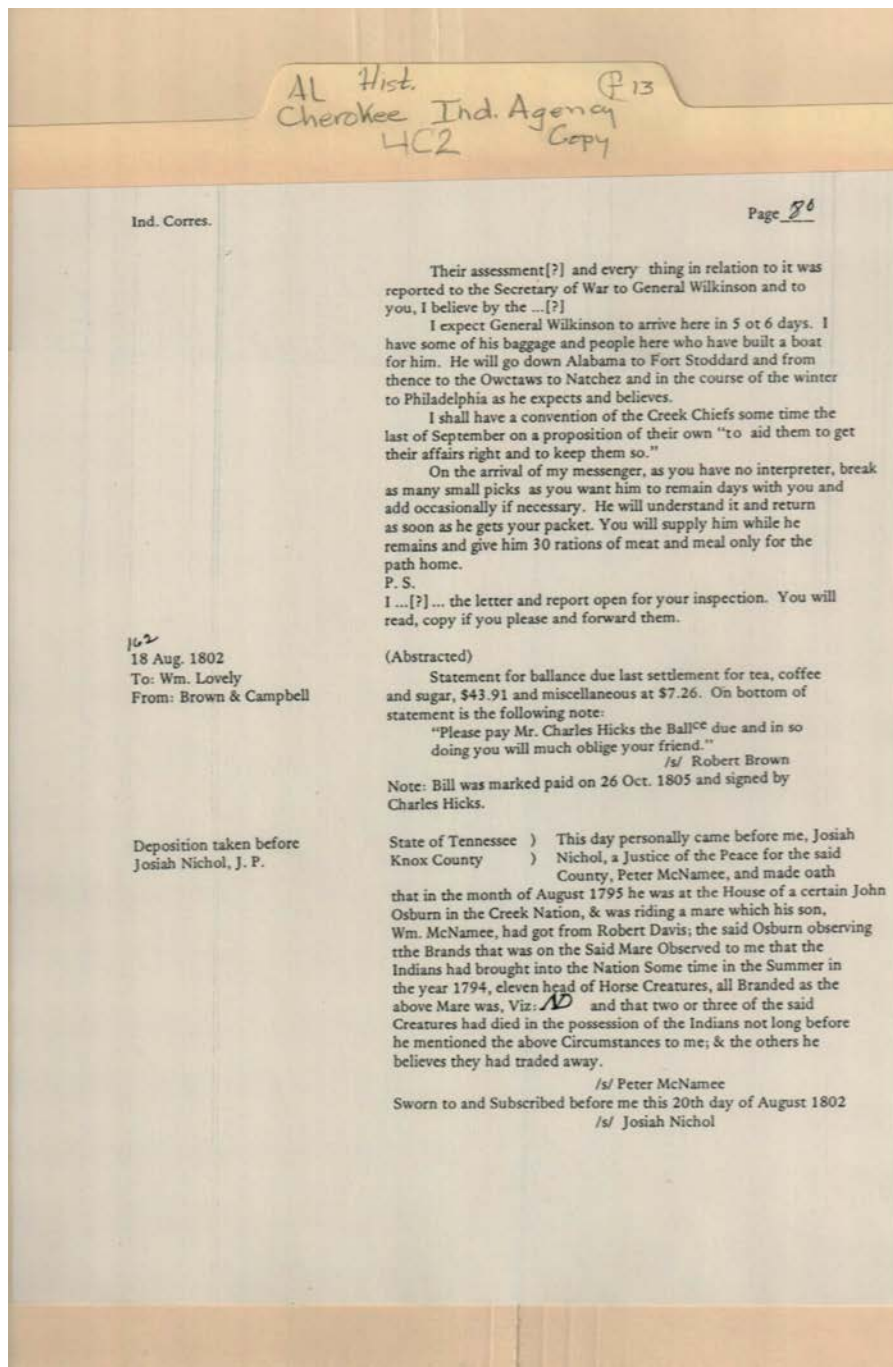 AL Hist. F 13
Cherokee Ind. Agency
4C2 Copy
Ind. Corres.
Page 86
Their assessment[?] and every thing in relation to it was
reported to the Secretary of War to General Wilkinson and to
you, I believe by the ...[?]
I expect General Wilkinson to arrive here in 5 ot 6 days. I
have some of his baggage and people here who have built a boat
for him. He will go down Alabama to Fort Stoddard and from
thence to the Owctaws to Natchez and in the course of the winter
to Philadelphia as he expects and believes.
I shall have a convention of the Creek Chiefs some time the
last of September on a proposition of their own "to aid them to get
their affairs right and to keep them so."
On the arrival of my messenger, as you have no interpreter, break
as many small picks as you want him to remain days with you and
add occasionally if necessary. He will understand it and return
as soon as he gets your packet. You will supply him while he
remains and give him 30 rations of meat and meal only for the
path home.
P. S.
I ...[?] ... the letter and report open for your inspection. You will
read, copy if you please and forward them.
162
18 Aug. 1802
To: Wm. Lovely
From: Brown & Campbell
(Abstracted)
Statement for ballance due last settlement for tea, coffee
and sugar, $43.91 and miscellaneous at $7.26. On bottom of
statement is the following note:
"Please pay Mr. Charles Hicks the Ballce due and in so
doing you will much oblige your friend."
/s/ Robert Brown
Note: Bill was marked paid on 26 Oct. 1805 and signed by
Charles Hicks.
Deposition taken before
Josiah Nichol, J. P.
State of Tennessee ) This day personally came before me, Josiah
Knox County ) Nichol, a Justice of the Peace for the said
County, Peter McNamee, and made oath
that in the month of August 1795 he was at the House of a certain John
Osburn in the Creek Nation, & was riding a mare which his son,
Wm. McNamee, had got from Robert Davis; the said Osburn observing
tthe Brands that was on the Said Mare Observed to me that the
Indians had brought into the Nation Some time in the Summer in
the year 1794, eleven head of Horse Creatures, all Branded as the
above Mare was, Viz: ND and that two or three of the said
Creatures had died in the possession of the Indians not long before
he mentioned the above Circumstances to me; & the others he
believes they had traded away.
/s/ Peter McNamee
Sworn to and Subscribed before me this 20th day of August 1802
/s/ Josiah Nichol